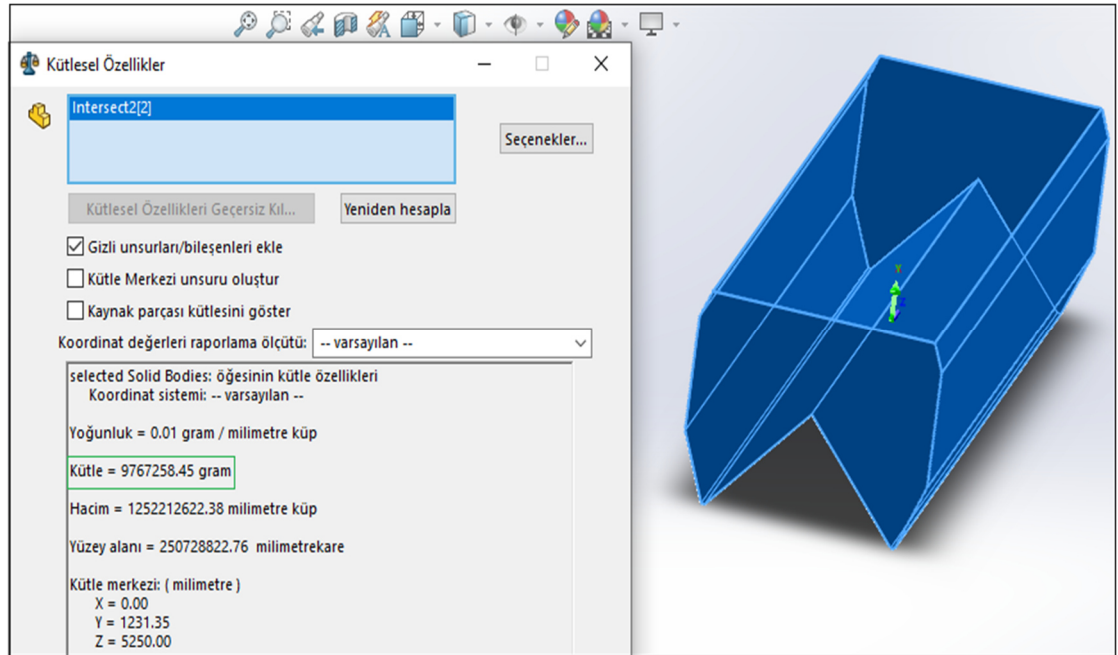 Kütlesel Özellikler
Intersect2[2]
Seçenekler...
Kütlesel Özellikleri Geçersiz Kıl...
Yeniden hesapla
Gizli unsurları/bileşenleri ekle
Kütle Merkezi unsuru oluştur
Kaynak parçası kütlesini göster
Koordinat değerleri raporlama ölçütü: -- varsayılan --
selected Solid Bodies: öğesinin kütle özellikleri
Koordinat sistemi: -- varsayılan --
Yoğunluk = 0.01 gram / milimetre küp
Kütle = 9767258.45 gram
Hacim = 1252212622.38 milimetre küp
Yüzey alanı = 250728822.76 milimetrekare
Kütle merkezi: ( milimetre )
X = 0.00
Y = 1231.35
Z = 5250.00
Y
Z